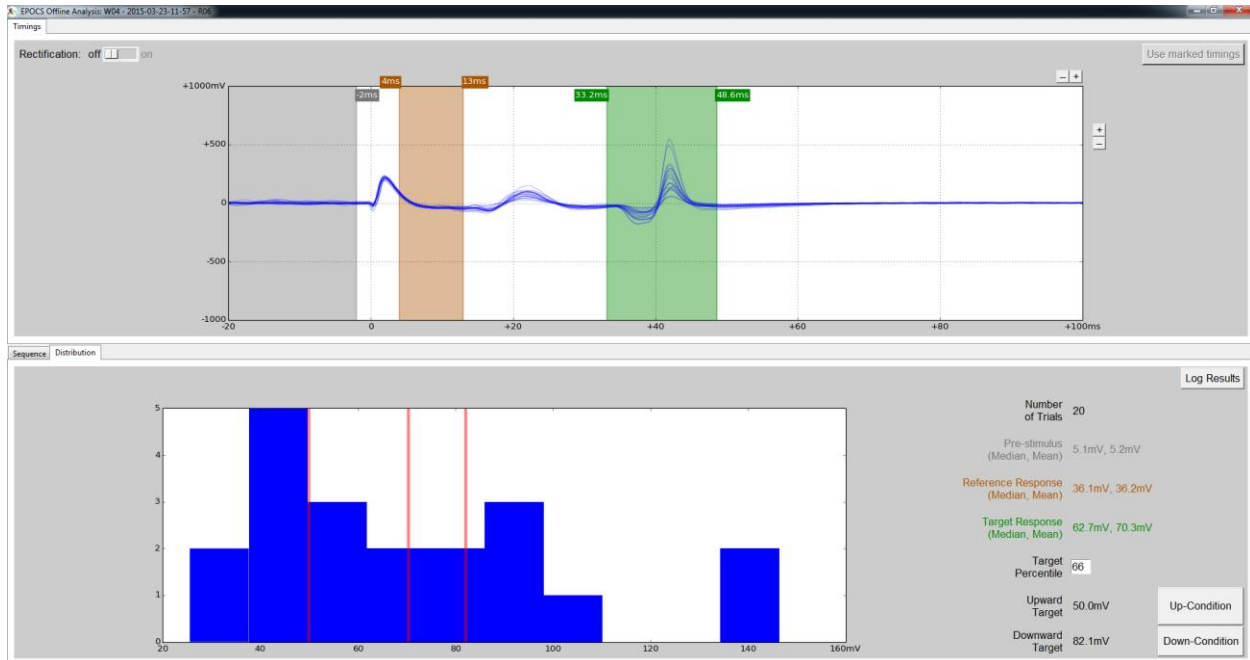 EPOCS Offline Analysis: W04 - 2015-03-23-11-57 - R06
Timings
Rectification: off on
Use marked timings
4ms 13ms
-2ms 33.2ms 48.6ms
+1000mV
+500
0
-500
-1000
-20 0 +20 +40 +60 +80 +100ms
Sequence Distribution
Log Results
5
4
3
2
1
0
20 40 60 80 100 120 140 160mV
Number
of Trials 20
Pre-stimulus
(Median, Mean) 5.1mV, 5.2mV
Reference Response
(Median, Mean) 36.1mV, 36.2mV
Target Response
(Median, Mean) 62.7mV, 70.3mV
Target
Percentile 66
Upward
Target 50.0mV Up-Condition
Downward
Target 82.1mV Down-Condition